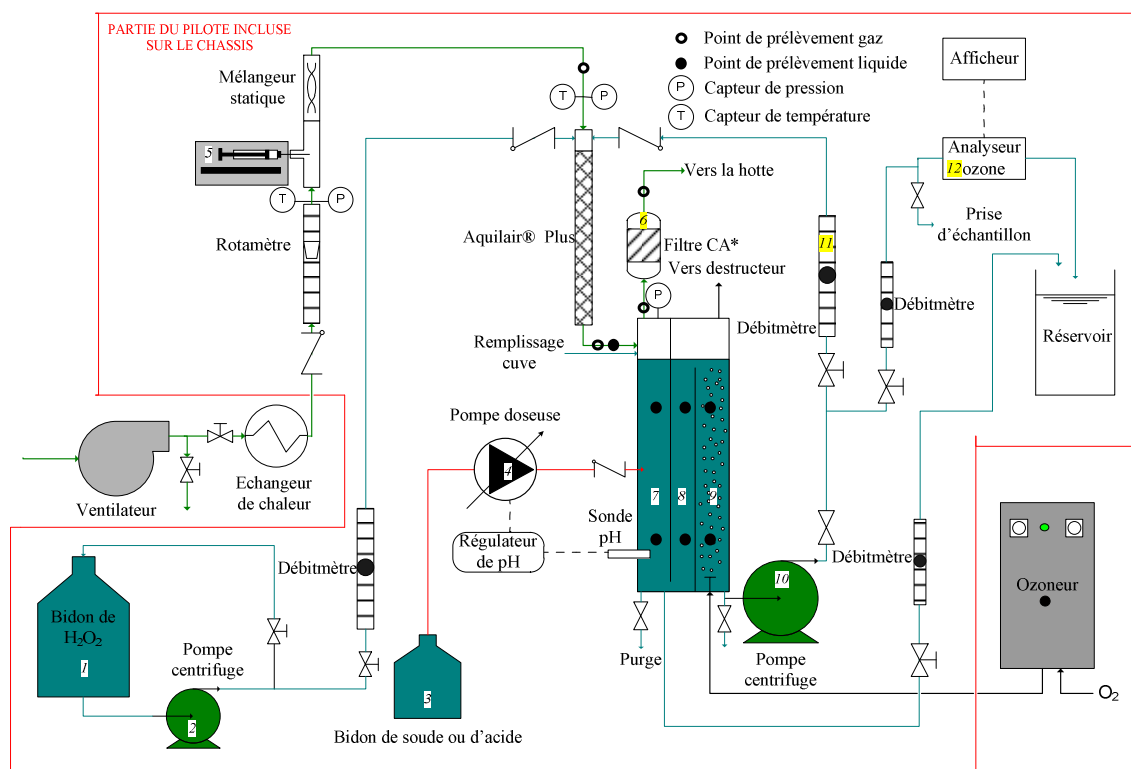 PARTIE DU PILOTE INCLUSE
SUR LE CHASSIS
Mélangeur
statique
5
T
P
Rotamètre
T
P
Point de prélèvement gaz
Point de prélèvement liquide
P
Capteur de pression
T
Capteur de température
Afficheur
Analyseur
12 ozone
Prise
d'échantillon
Vers la hotte
6
Aquilair® Plus
Filtre CA*
Vers destructeur
P
11.
Débitmètre
Débitmètre
Réservoir
Remplissage
cuve
Pompe doseuse
4
7
8
9
Sonde
pH
Régulateur
de pH
Ventilateur
Echangeur
de chaleur
Débitmètre
Débitmètre
Bidon de
H2O2
1
Pompe
centrifuge
2
3
Bidon de soude ou d'acide
Purge
10
Pompe
centrifuge
Ozoneur
O2